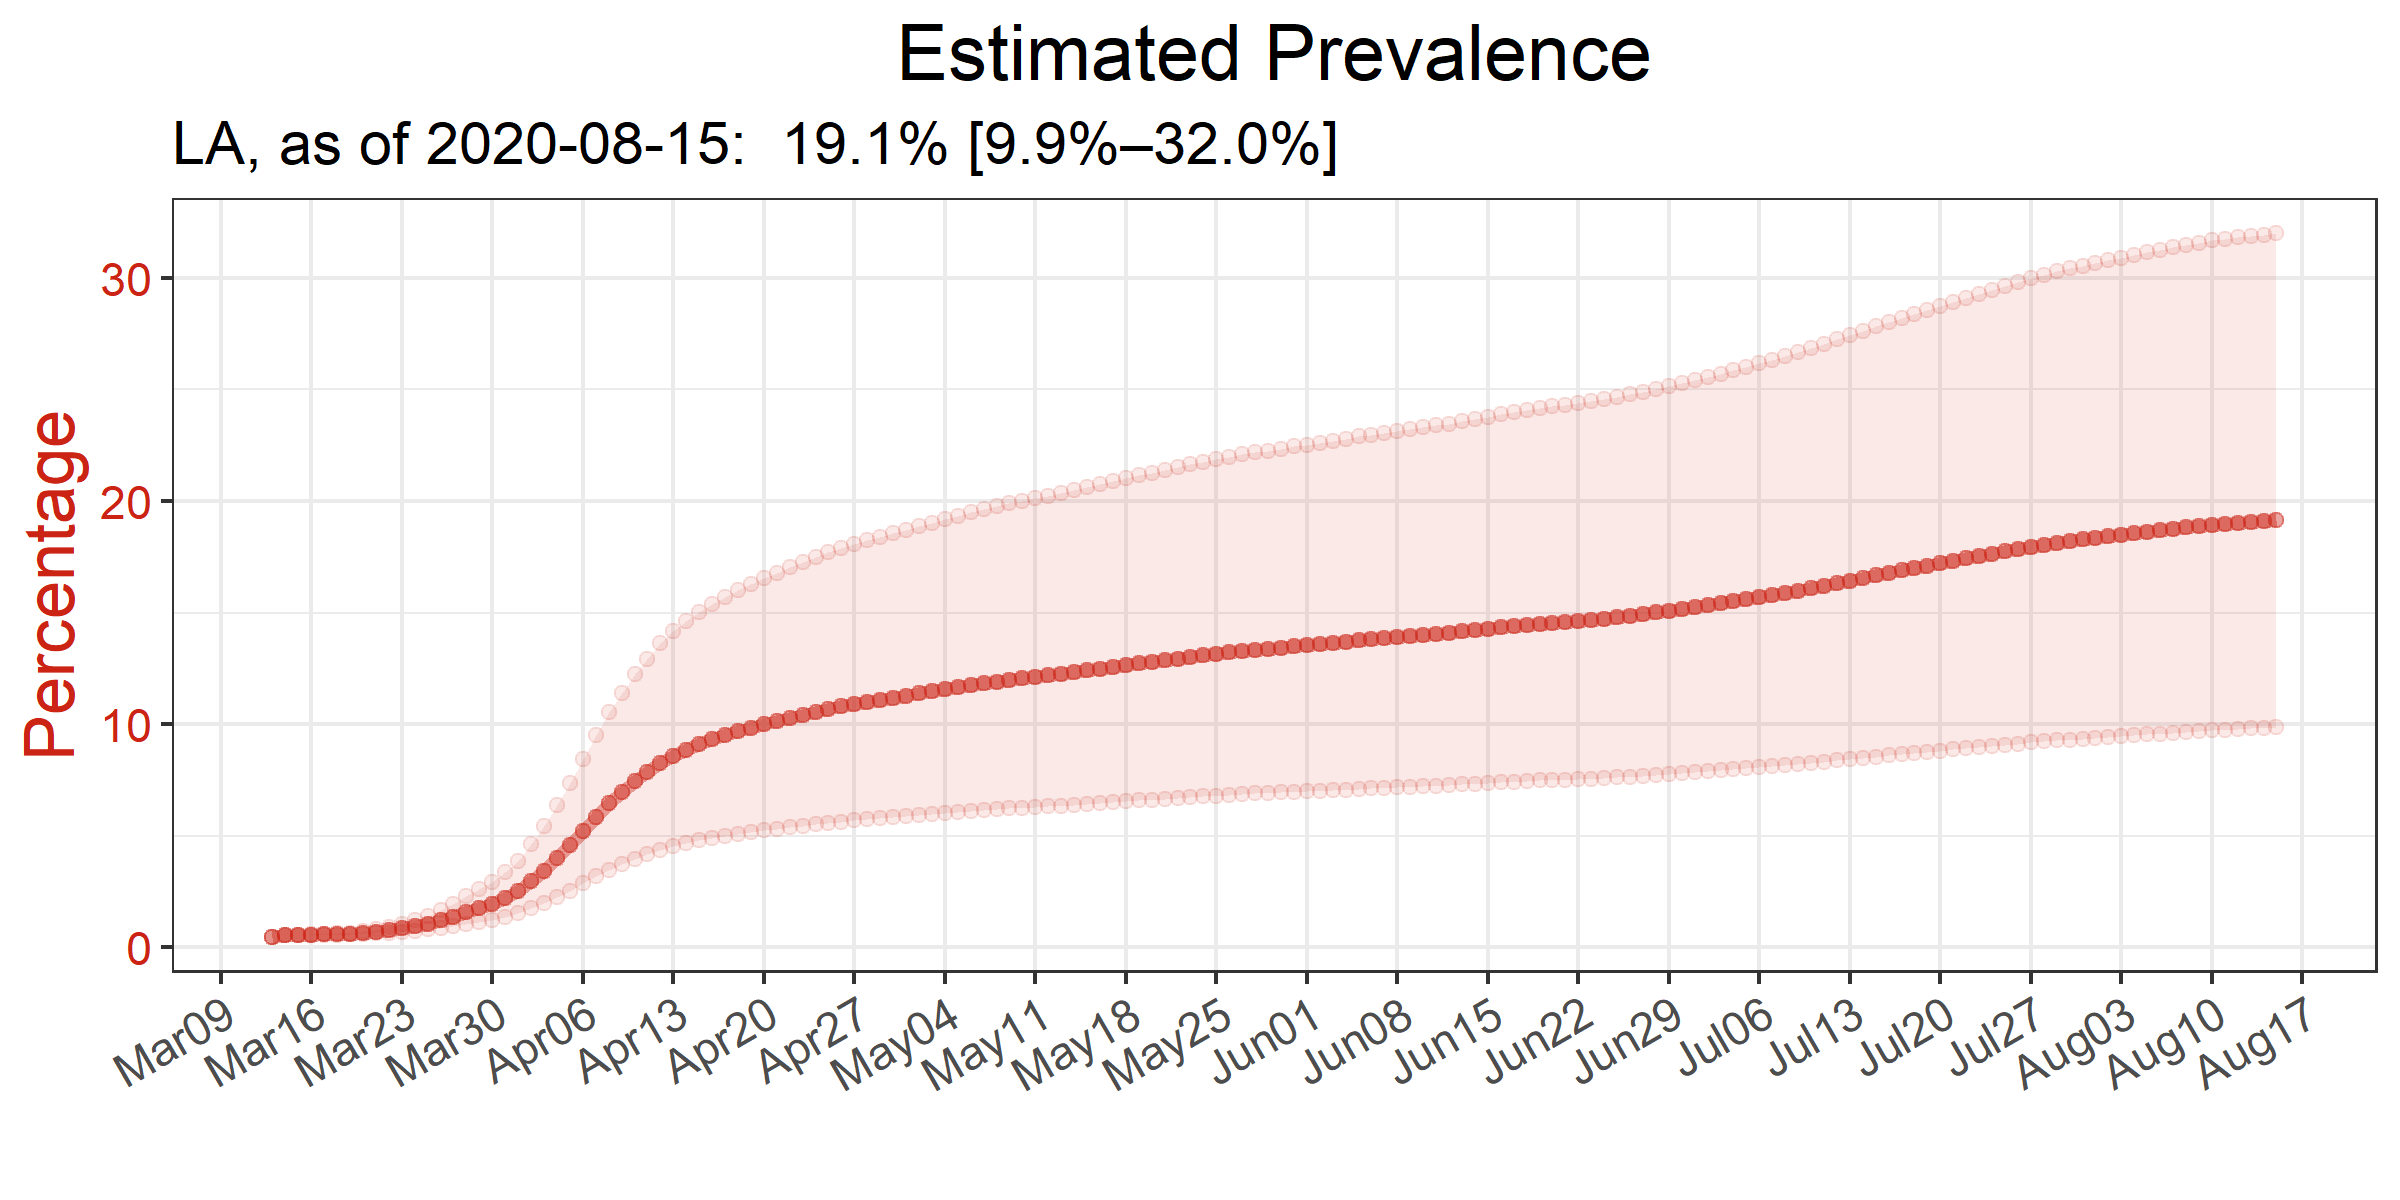 Estimated Prevalence
LA, as of 2020-08-15:  19.1% [9.9%–32.0%]
Percentage
30
20
10
0
Mar09
Mar16
Mar23
Mar30
Apr06
Apr13
Apr20
Apr27
May04
May11
May18
May25
Jun01
Jun08
Jun15
Jun22
Jun29
Jul06
Jul13
Jul20
Jul27
Aug03
Aug10
Aug17